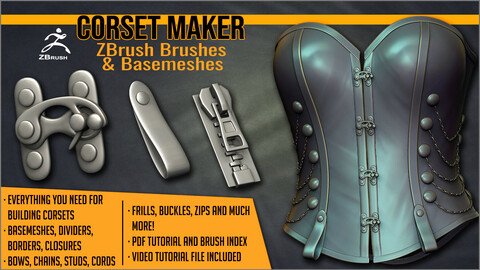 CORSET MAKER
ZBrush Brushes
& Basemeshes
ZBRUSH
· EVERYTHING YOU NEED FOR
BUILDING CORSETS
· BASEMESHES, DIVIDERS,
BORDERS, CLOSURES
· BOWS, CHAINS, STUDS, CORDS
· FRILLS, BUCKLES, ZIPS AND MUCH
MORE!
· PDF TUTORIAL AND BRUSH INDEX
· VIDEO TUTORIAL FILE INCLUDED